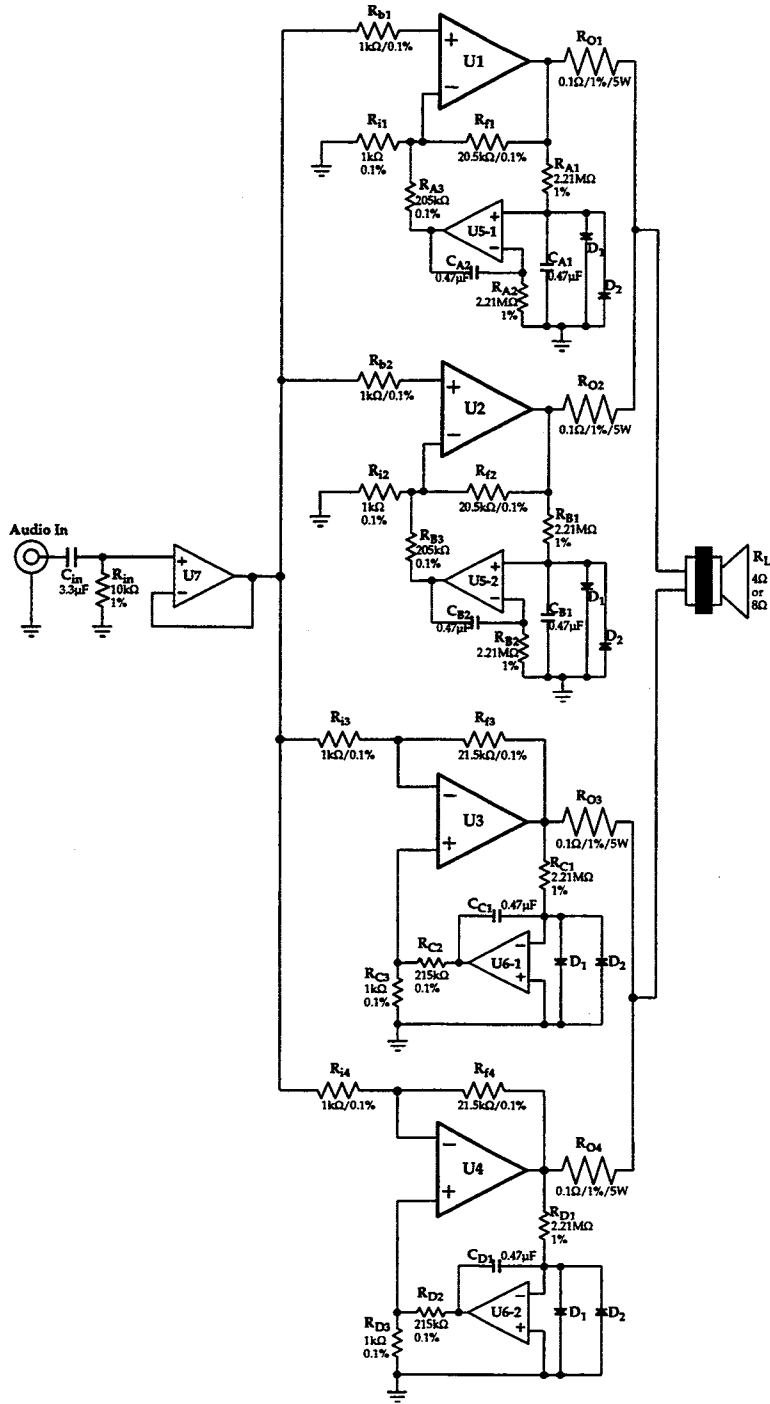 Rb1
1kΩ/0.1%
U1
+
−
RO1
0.1Ω/1%/5W
Ri1
1kΩ
0.1%
Rf1
20.5kΩ/0.1%
RA1
2.21MΩ
1%
RA3
205kΩ
0.1%
U5-1
+
−
CA2
0.47µF
RA2
2.21MΩ
1%
CA1
0.47µF
D1
D2
Rb2
1kΩ/0.1%
U2
+
−
RO2
0.1Ω/1%/5W
Ri2
1kΩ
0.1%
Rf2
20.5kΩ/0.1%
RB1
2.21MΩ
1%
RB3
205kΩ
0.1%
U5-2
+
−
CB2
0.47µF
RB2
2.21MΩ
1%
CB1
0.47µF
D1
D2
Audio In
Cin
3.3µF
Rin
10kΩ
1%
U7
+
−
RL
4Ω
or
8Ω
Ri3
1kΩ/0.1%
Rf3
21.5kΩ/0.1%
U3
−
+
RO3
0.1Ω/1%/5W
RC1
2.21MΩ
1%
CC1
0.47µF
RC2
215kΩ
0.1%
RC3
1kΩ
0.1%
U6-1
−
+
D1
D2
Ri4
1kΩ/0.1%
Rf4
21.5kΩ/0.1%
U4
−
+
RO4
0.1Ω/1%/5W
RD1
2.21MΩ
1%
CD1
0.47µF
RD2
215kΩ
0.1%
RD3
1kΩ
0.1%
U6-2
−
+
D1
D2